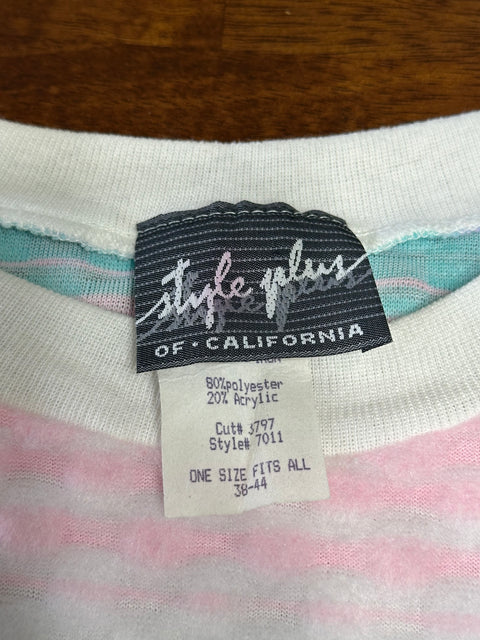 style plus
OF · CALIFORNIA
80%polyester
20% Acrylic
Cut# 3797
Style# 7011
ONE SIZE FITS ALL
38-44